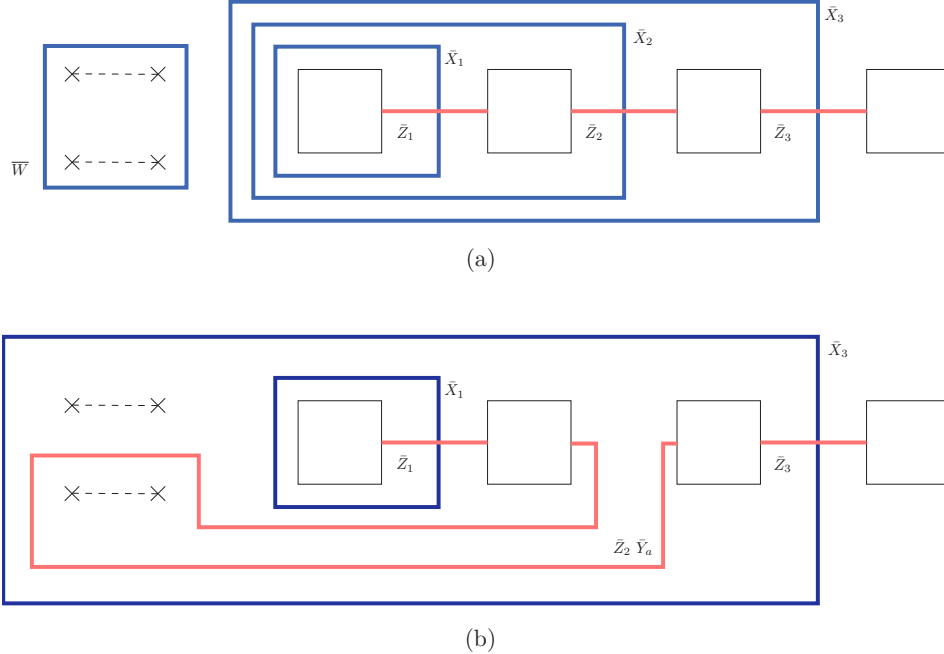 X̄₃
X̄₂
X̄₁
Z̄₁
Z̄₂
Z̄₃
W̅
(a)
X̄₃
X̄₁
Z̄₁
Z̄₃
Z̄₂ Ȳₐ
(b)